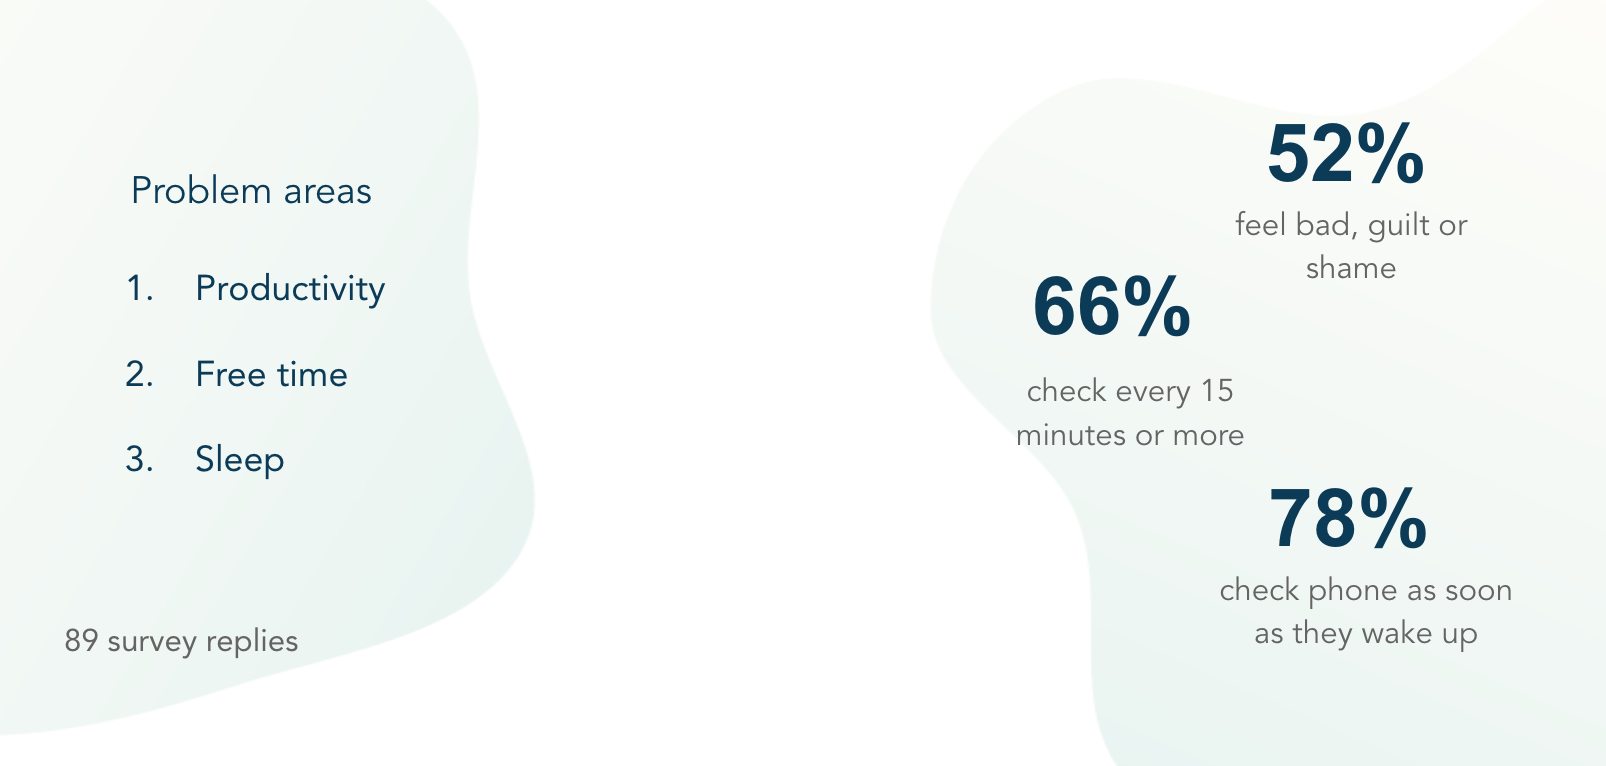 Problem areas
1. Productivity
2. Free time
3. Sleep
89 survey replies
52%
feel bad, guilt or
shame
66%
check every 15
minutes or more
78%
check phone as soon
as they wake up